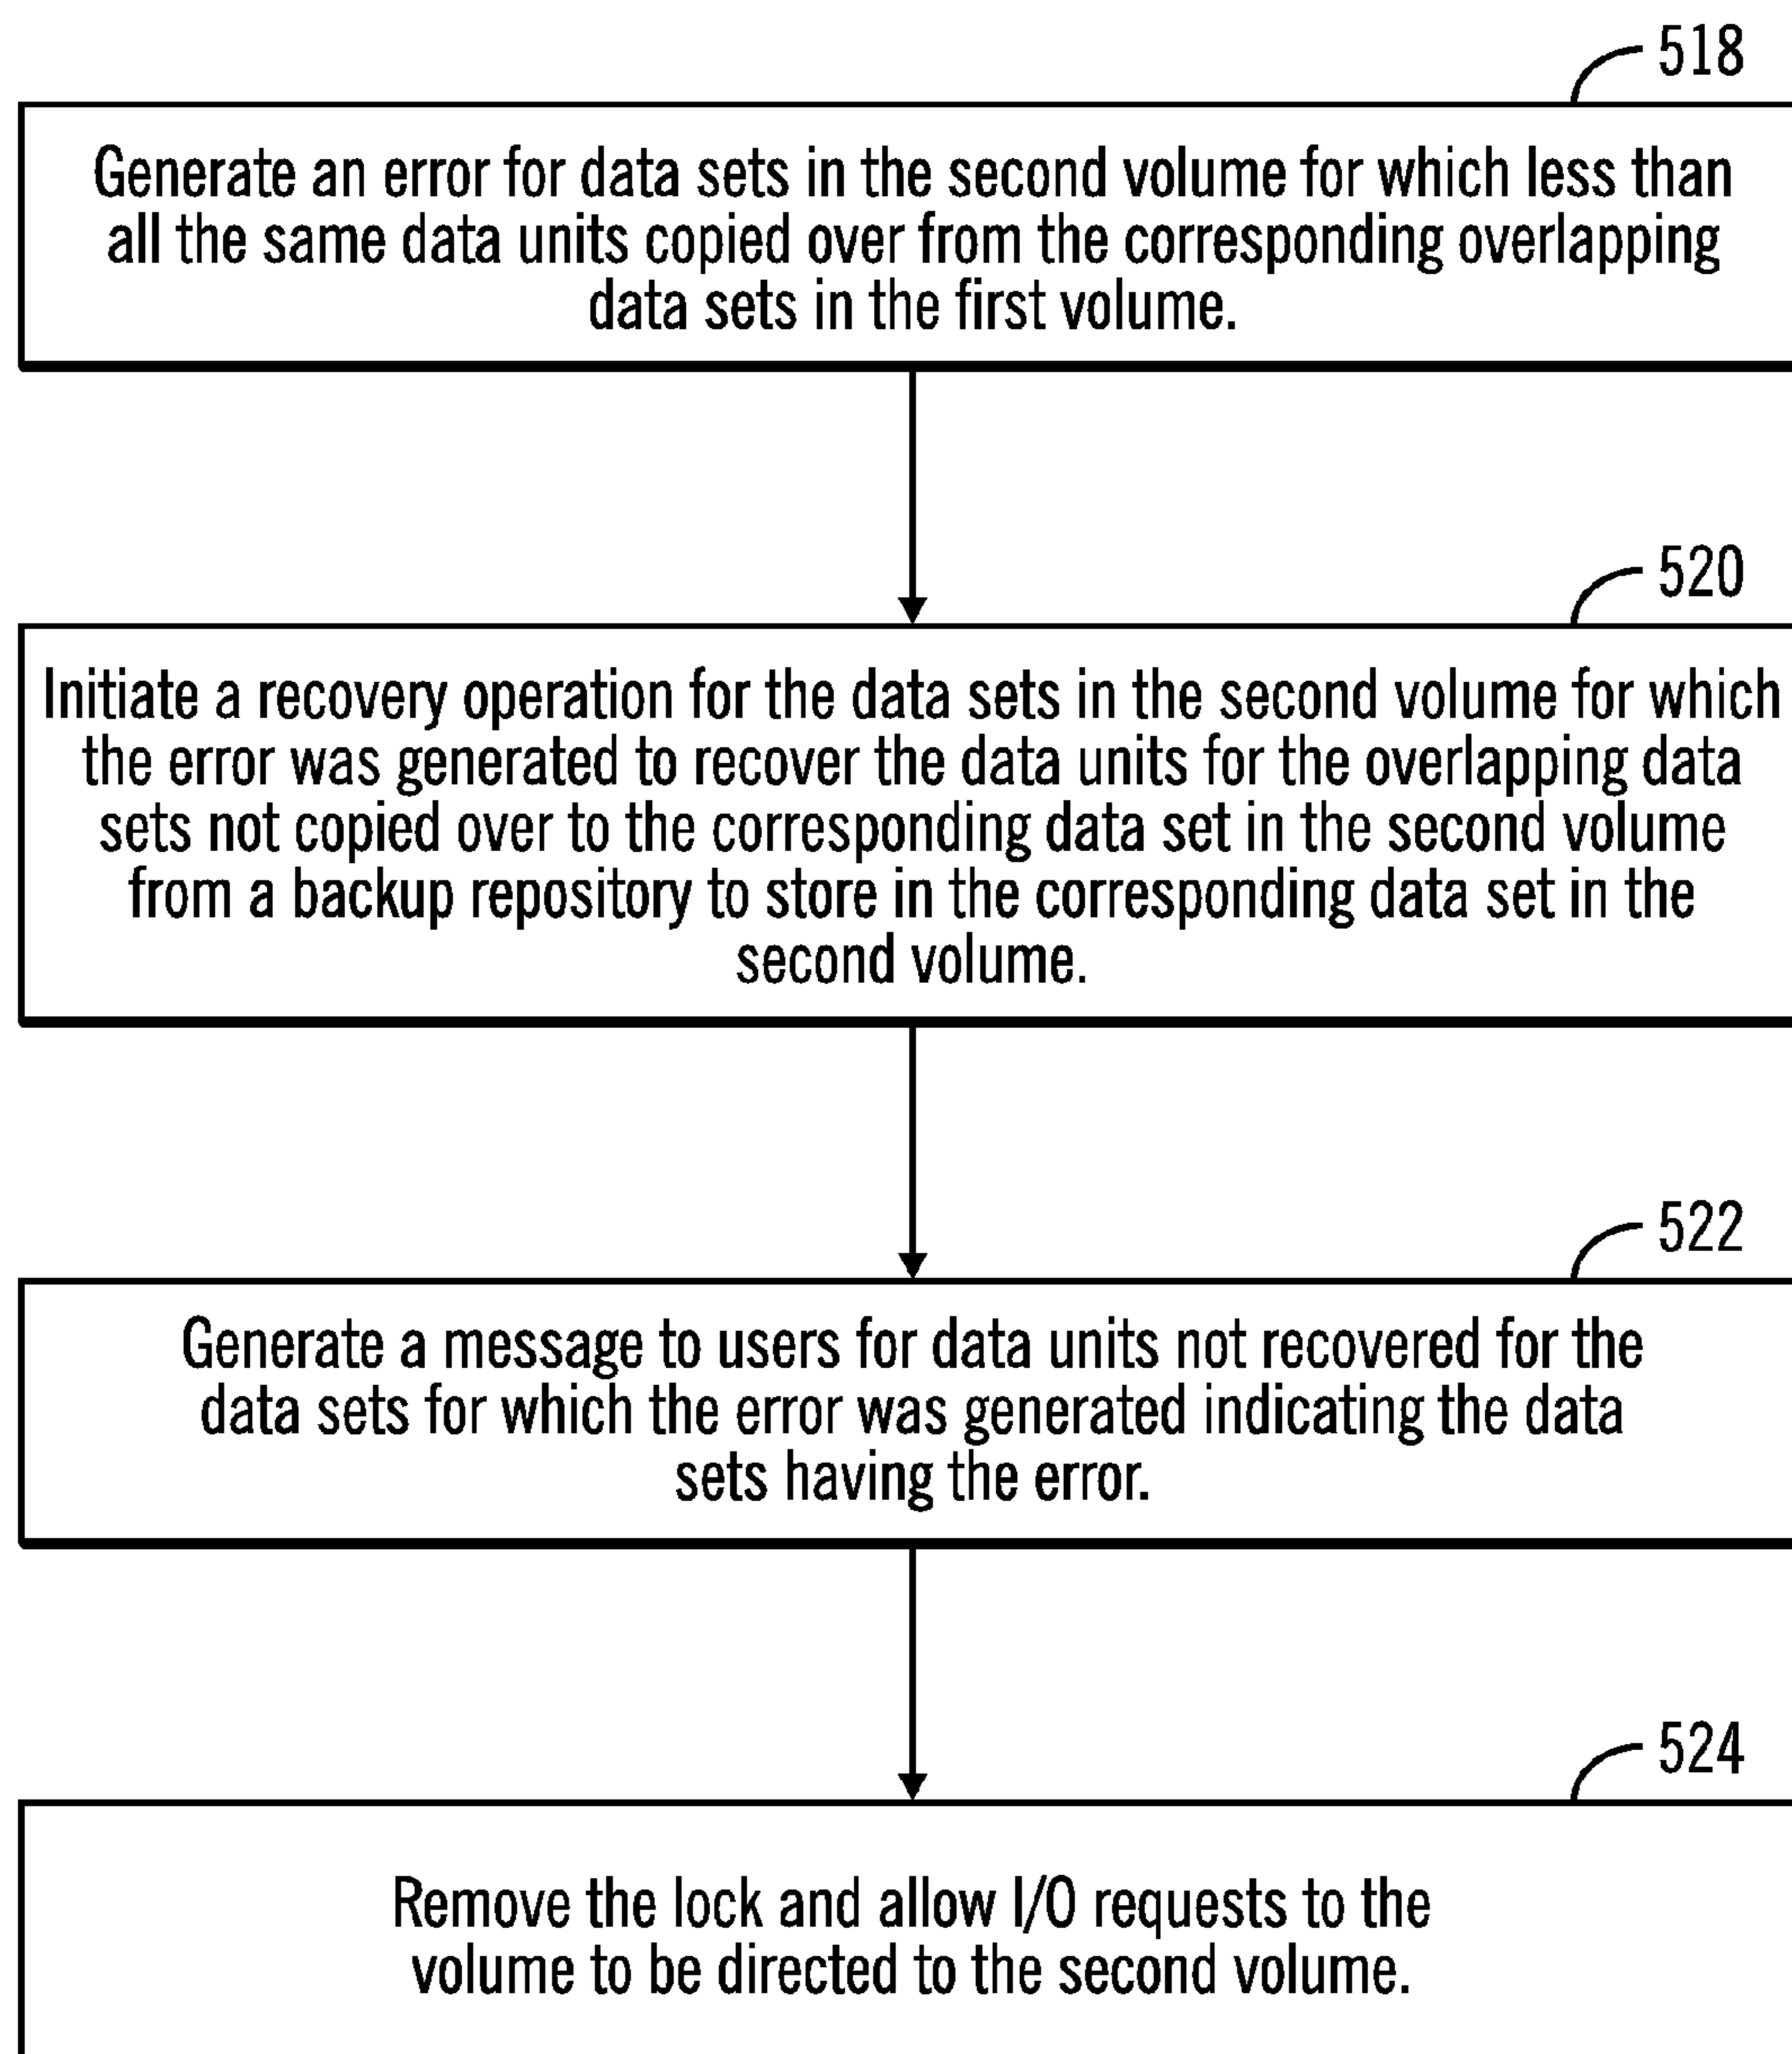 518
Generate an error for data sets in the second volume for which less than
all the same data units copied over from the corresponding overlapping
data sets in the first volume.
520
Initiate a recovery operation for the data sets in the second volume for which
the error was generated to recover the data units for the overlapping data
sets not copied over to the corresponding data set in the second volume
from a backup repository to store in the corresponding data set in the
second volume.
522
Generate a message to users for data units not recovered for the
data sets for which the error was generated indicating the data
sets having the error.
524
Remove the lock and allow I/O requests to the
volume to be directed to the second volume.